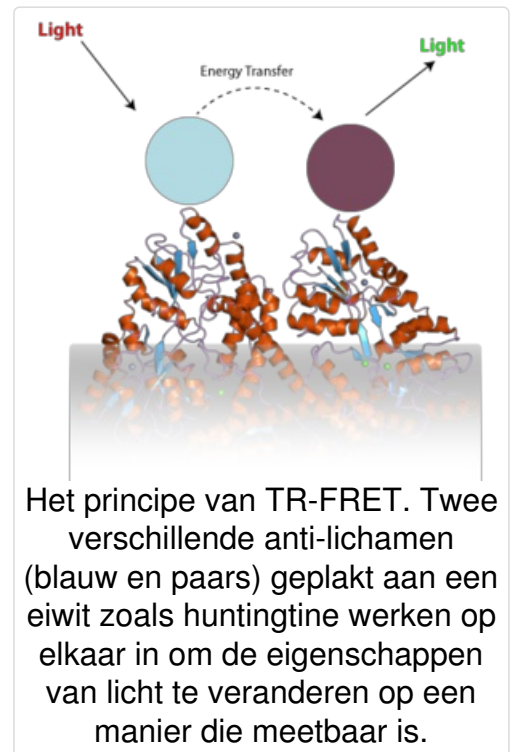 Light
Light
Energy Transfer
Het principe van TR-FRET. Twee
verschillende anti-lichamen
(blauw en paars) geplakt aan een
eiwit zoals huntingtine werken op
elkaar in om de eigenschappen
van licht te veranderen op een
manier die meetbaar is.